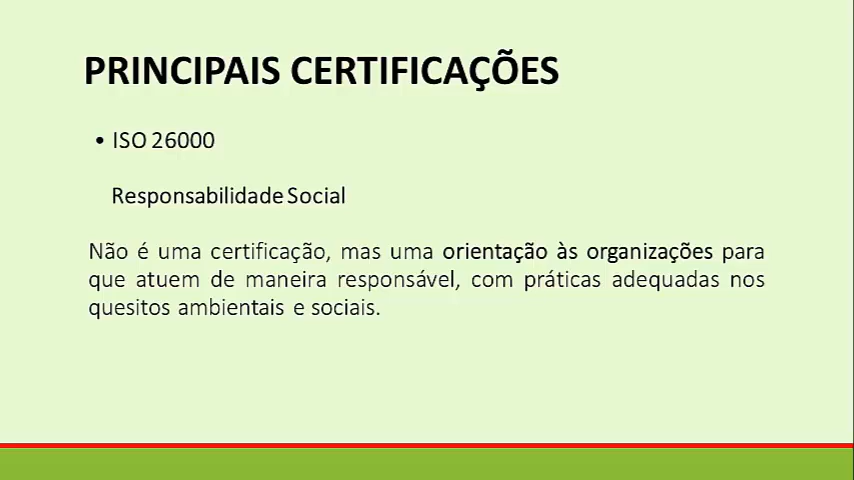 PRINCIPAIS CERTIFICAÇÕES
• ISO 26000
Responsabilidade Social
Não é uma certificação, mas uma orientação às organizações para
que atuem de maneira responsável, com práticas adequadas nos
quesitos ambientais e sociais.